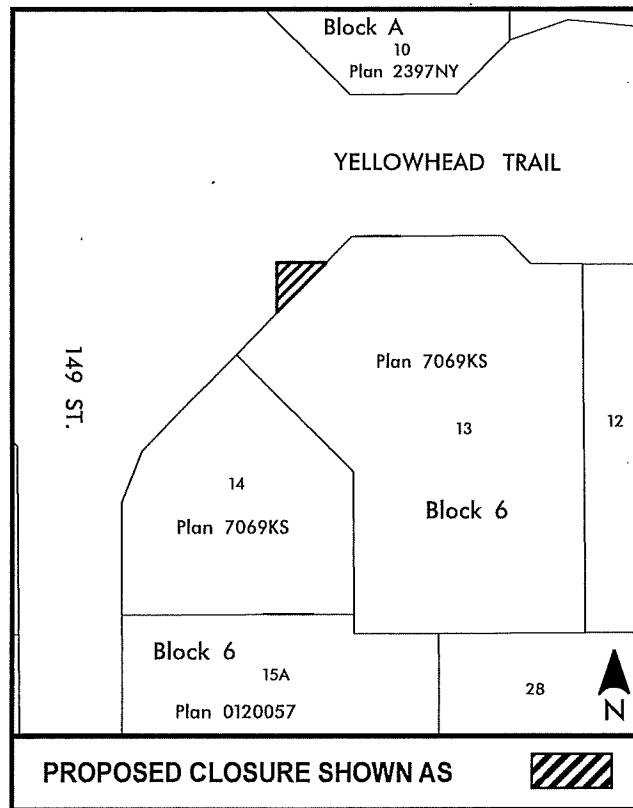 Block A
10
Plan 2397NY
YELLOWHEAD TRAIL
149 ST.
Plan 7069KS
13
12
Block 6
14
Plan 7069KS
Block 6
15A
Plan 0120057
28
N
PROPOSED CLOSURE SHOWN AS